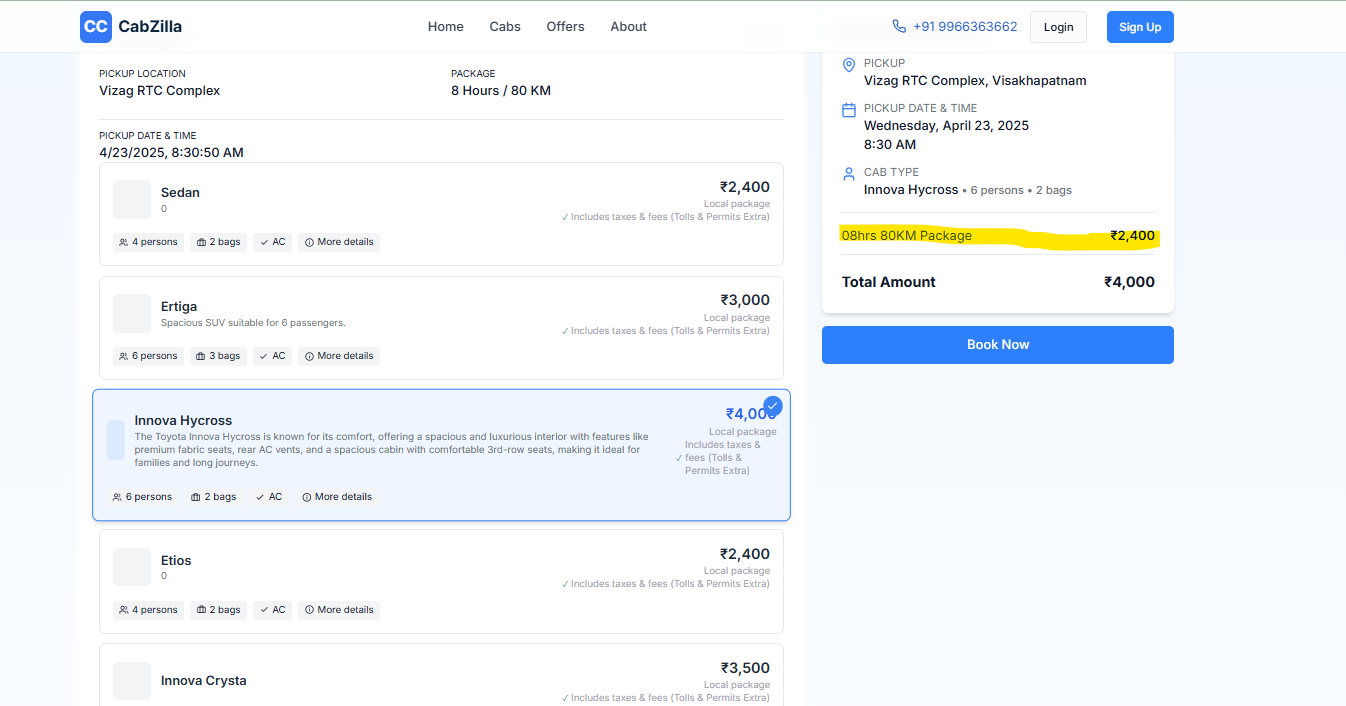 CC CabZilla
Home Cabs Offers About
+91 9966363662
Login
Sign Up
PICKUP LOCATION
Vizag RTC Complex
PACKAGE
8 Hours / 80 KM
PICKUP DATE & TIME
4/23/2025, 8:30:50 AM
Sedan
0
₹2,400
Local package
✓ Includes taxes & fees (Tolls & Permits Extra)
4 persons 2 bags ✓ AC More details
Ertiga
Spacious SUV suitable for 6 passengers.
₹3,000
Local package
✓ Includes taxes & fees (Tolls & Permits Extra)
6 persons 3 bags ✓ AC More details
Innova Hycross
The Toyota Innova Hycross is known for its comfort, offering a spacious and luxurious interior with features like
premium fabric seats, rear AC vents, and a spacious cabin with comfortable 3rd-row seats, making it ideal for
families and long journeys.
₹4,000
Local package
Includes taxes &
✓ fees (Tolls &
Permits Extra)
6 persons 2 bags ✓ AC More details
Etios
0
₹2,400
Local package
✓ Includes taxes & fees (Tolls & Permits Extra)
4 persons 2 bags ✓ AC More details
Innova Crysta
₹3,500
Local package
✓ Includes taxes & fees (Tolls & Permits Extra)
PICKUP
Vizag RTC Complex, Visakhapatnam
PICKUP DATE & TIME
Wednesday, April 23, 2025
8:30 AM
CAB TYPE
Innova Hycross • 6 persons • 2 bags
08hrs 80KM Package ₹2,400
Total Amount ₹4,000
Book Now